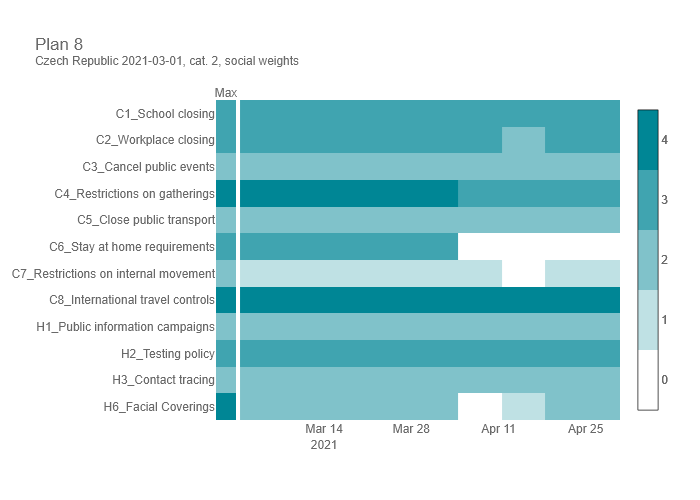 Plan 8
Czech Republic 2021-03-01, cat. 2, social weights
Max
C1_School closing
C2_Workplace closing
C3_Cancel public events
C4_Restrictions on gatherings
C5_Close public transport
C6_Stay at home requirements
C7_Restrictions on internal movement
C8_International travel controls
H1_Public information campaigns
H2_Testing policy
H3_Contact tracing
H6_Facial Coverings
Mar 14 Mar 28 Apr 11 Apr 25
2021
4
3
2
1
0